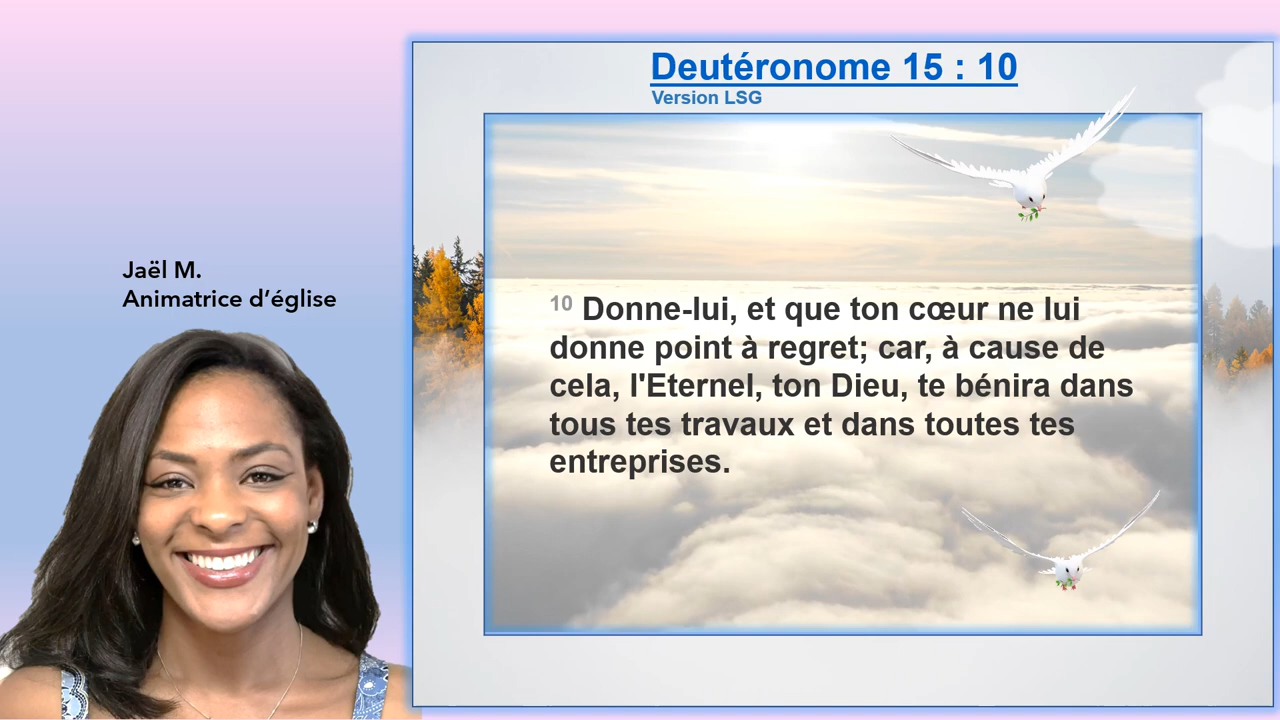 Deutéronome 15 : 10
Version LSG
Jaël M.
Animatrice d’église
10 Donne-lui, et que ton cœur ne lui
donne point à regret; car, à cause de
cela, l'Eternel, ton Dieu, te bénira dans
tous tes travaux et dans toutes tes
entreprises.